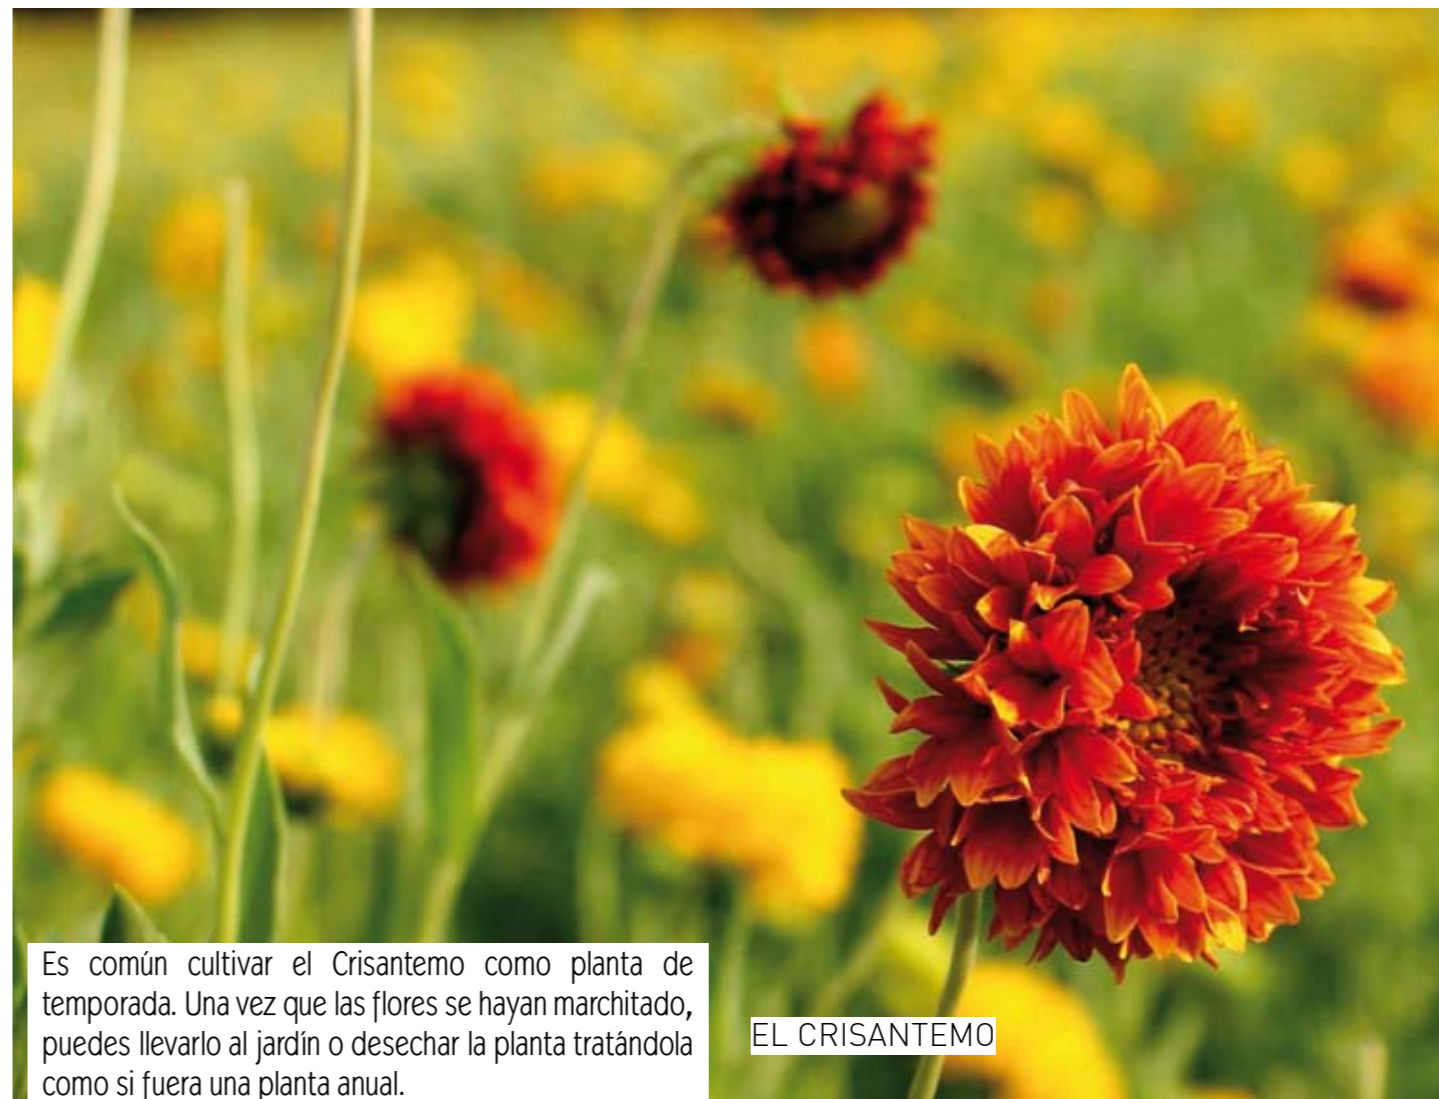 Es común cultivar el Crisantemo como planta de
temporada. Una vez que las flores se hayan marchitado,
puedes llevarlo al jardín o desechar la planta tratándola
como si fuera una planta anual.
EL CRISANTEMO